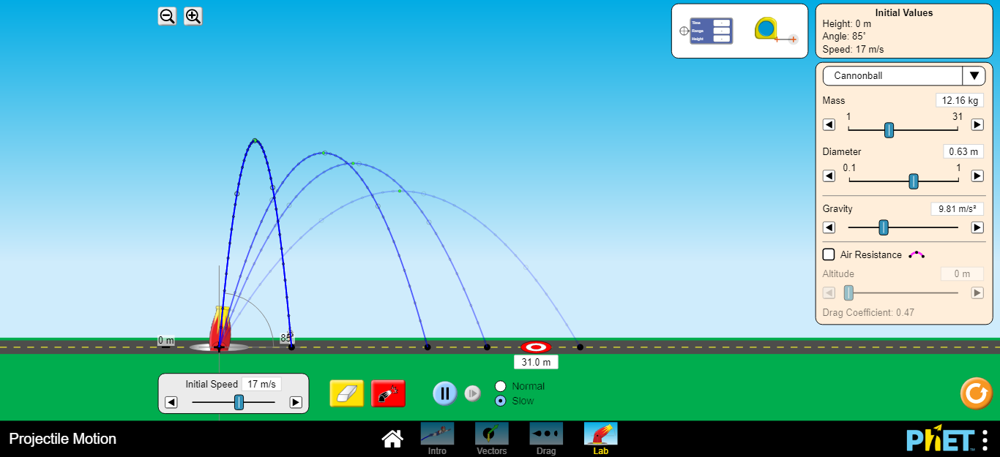 Time
Range
Height
Initial Values
Height: 0 m
Angle: 85°
Speed: 17 m/s
Cannonball
Mass
12.16 kg
1
31
Diameter
0.63 m
0.1
1
Gravity
9.81 m/s²
Air Resistance
Altitude
0 m
Drag Coefficient: 0.47
0 m
85°
31.0 m
Initial Speed
17 m/s
Normal
Slow
Projectile Motion
Intro
Vectors
Drag
Lab
PhET